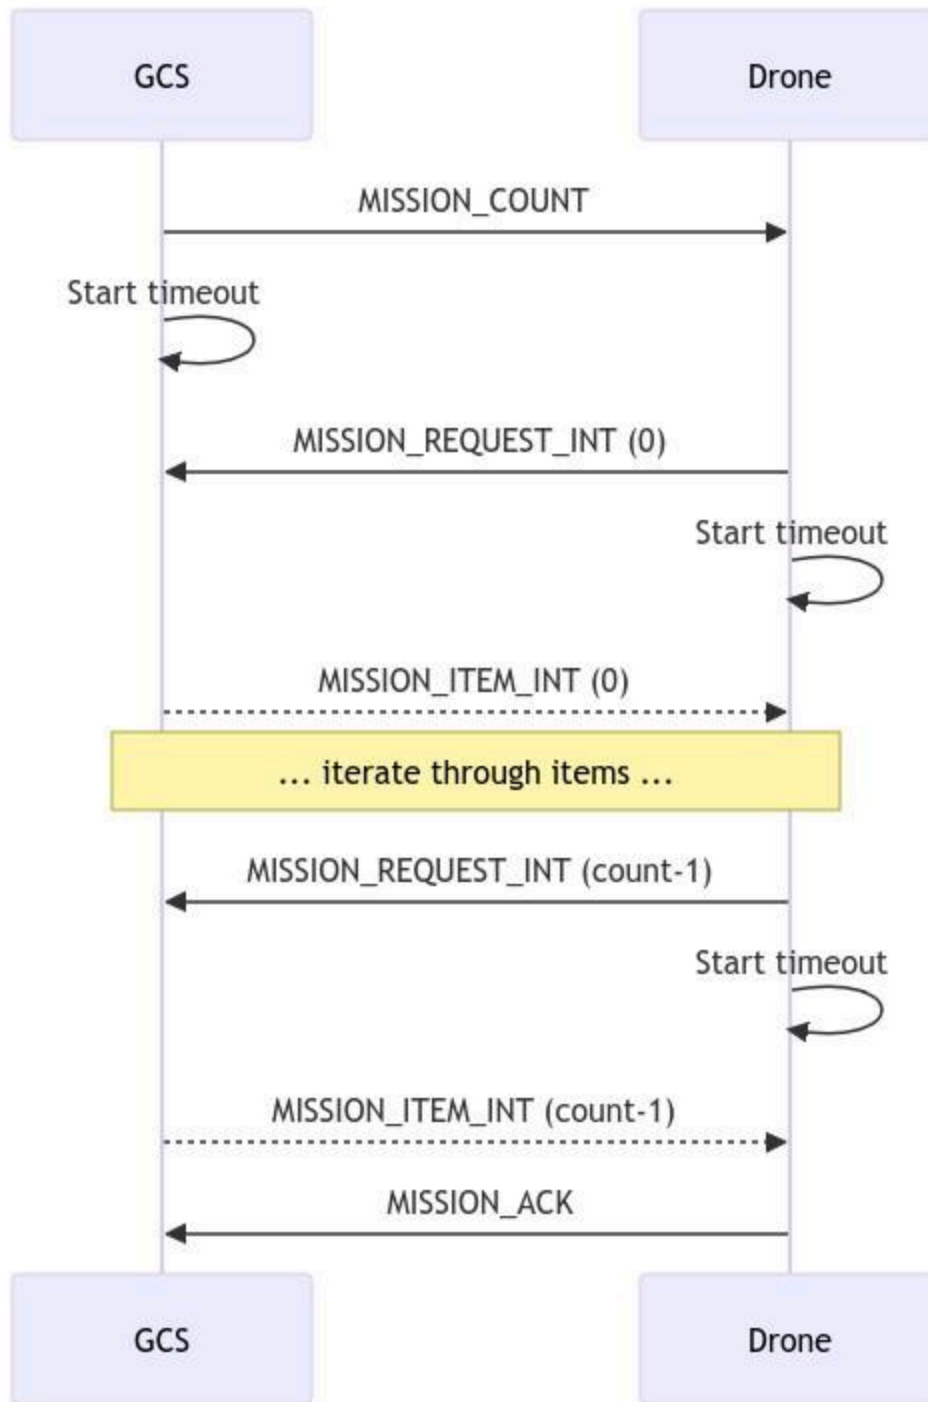 GCS
Drone
MISSION_COUNT
Start timeout
MISSION_REQUEST_INT (0)
Start timeout
MISSION_ITEM_INT (0)
... iterate through items ...
MISSION_REQUEST_INT (count-1)
Start timeout
MISSION_ITEM_INT (count-1)
MISSION_ACK
GCS
Drone